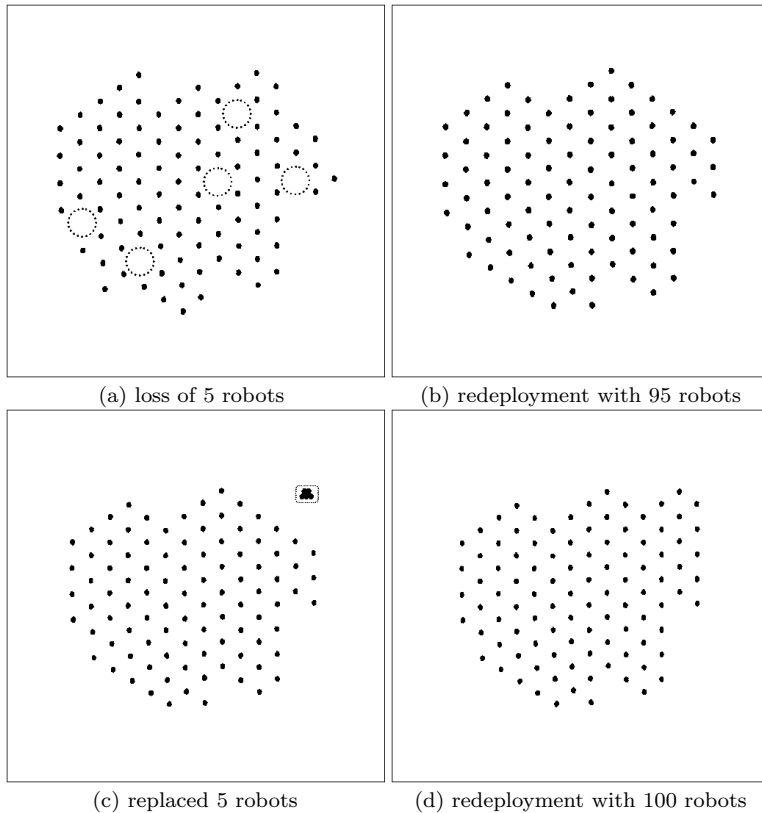 (a) loss of 5 robots
(b) redeployment with 95 robots
(c) replaced 5 robots
(d) redeployment with 100 robots